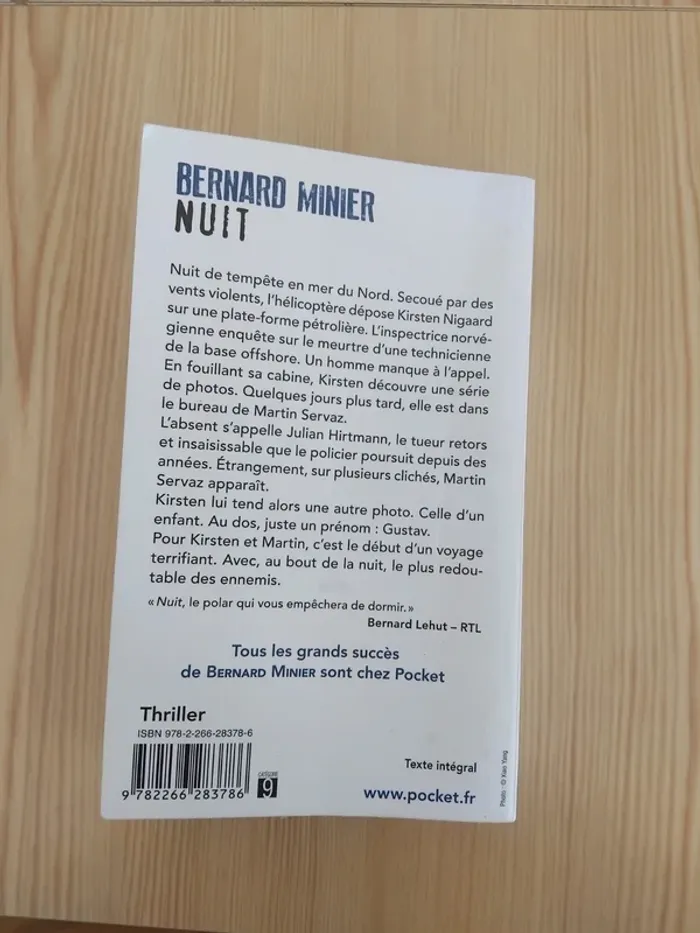 BERNARD MINIER
NUIT
Nuit de tempête en mer du Nord. Secoué par des
vents violents, l'hélicoptère dépose Kirsten Nigaard
sur une plate-forme pétrolière. L'inspectrice norvé-
gienne enquête sur le meurtre d'une technicienne
de la base offshore. Un homme manque à l'appel.
En fouillant sa cabine, Kirsten découvre une série
de photos. Quelques jours plus tard, elle est dans
le bureau de Martin Servaz.
L'absent s'appelle Julian Hirtmann, le tueur retors
et insaisissable que le policier poursuit depuis des
années. Étrangement, sur plusieurs clichés, Martin
Servaz apparaît.
Kirsten lui tend alors une autre photo. Celle d'un
enfant. Au dos, juste un prénom : Gustav.
Pour Kirsten et Martin, c'est le début d'un voyage
terrifiant. Avec, au bout de la nuit, le plus redou-
table des ennemis.
« Nuit, le polar qui vous empêchera de dormir. »
Bernard Lehut – RTL
Tous les grands succès
de BERNARD MINIER sont chez Pocket
Thriller
ISBN 978-2-266-28378-6
9 782266 283786
catégorie
9
Texte intégral
www.pocket.fr
Photo : © Xiao Yang